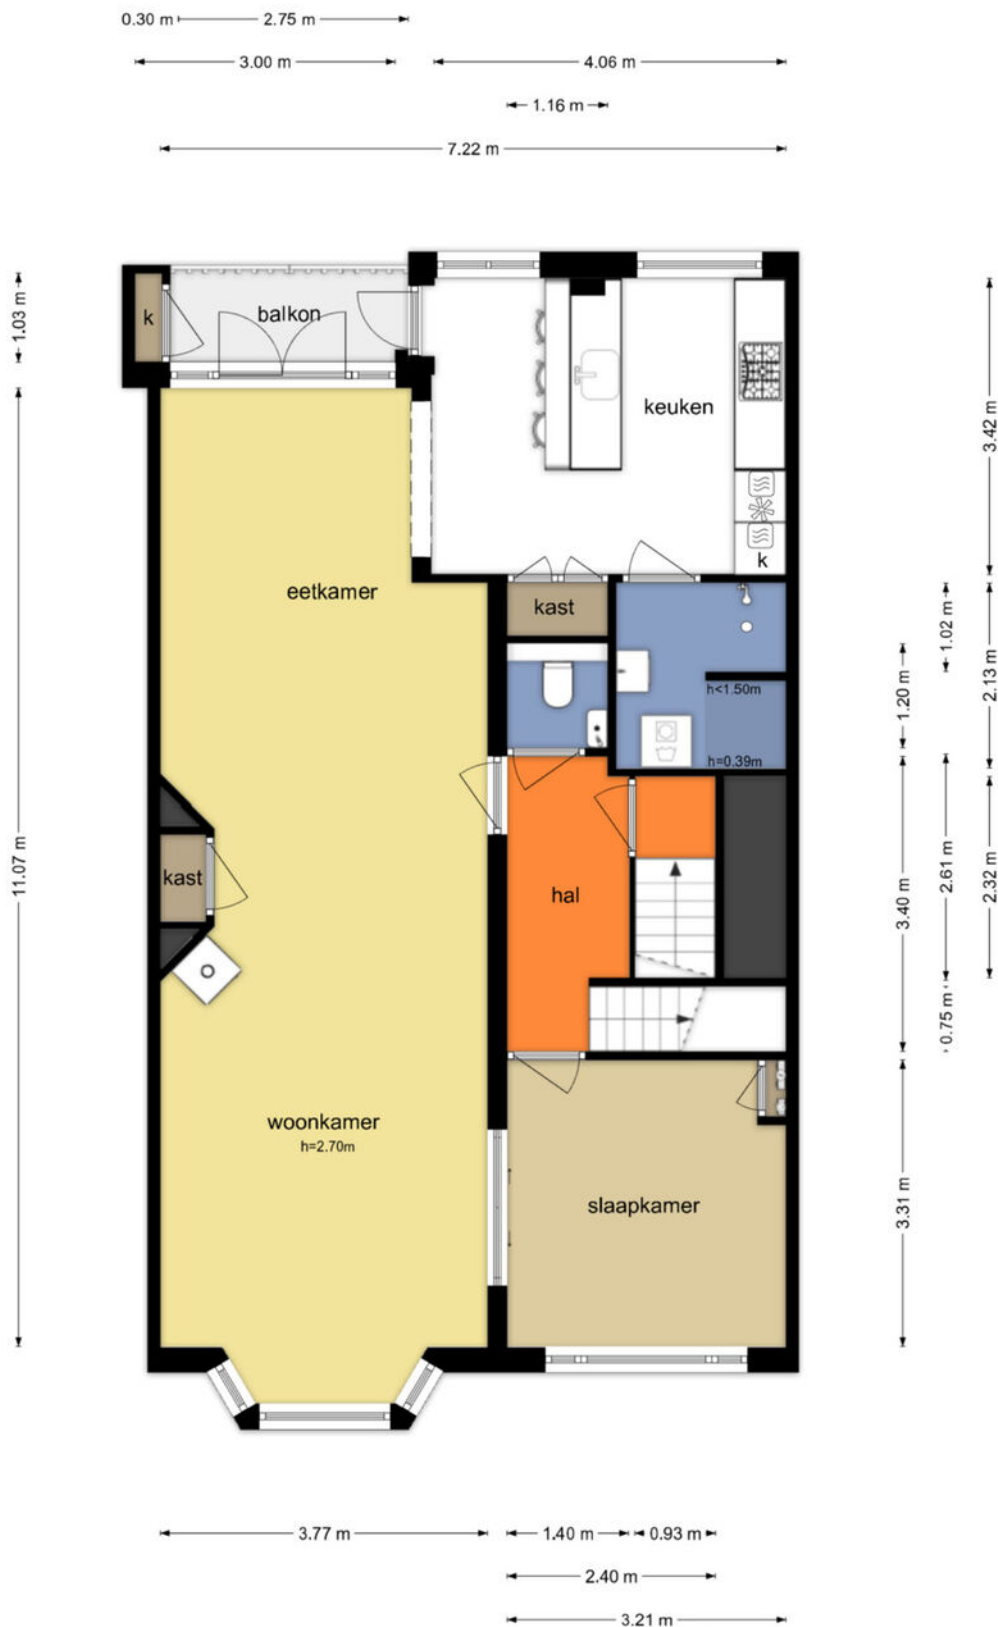 0.30 m 2.75 m
3.00 m 4.06 m
1.16 m
7.22 m
1.03 m
k
balkon
keuken
3.42 m
k
eetkamer
kast
1.02 m
2.13 m
1.20 m
h<1.50m
h=0.39m
11.07 m
kast
hal
3.40 m
2.61 m
2.32 m
0.75 m
woonkamer
h=2.70m
slaapkamer
3.31 m
3.77 m 1.40 m 0.93 m
2.40 m
3.21 m